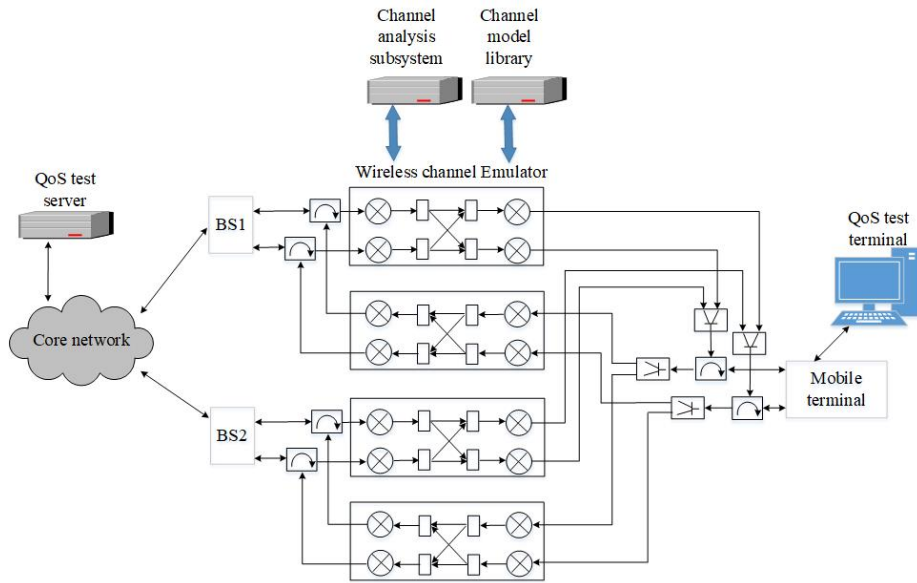 Channel
analysis
subsystem
Channel
model
library
Wireless channel Emulator
QoS test
server
BS1
QoS test
terminal
Core network
Mobile
terminal
BS2